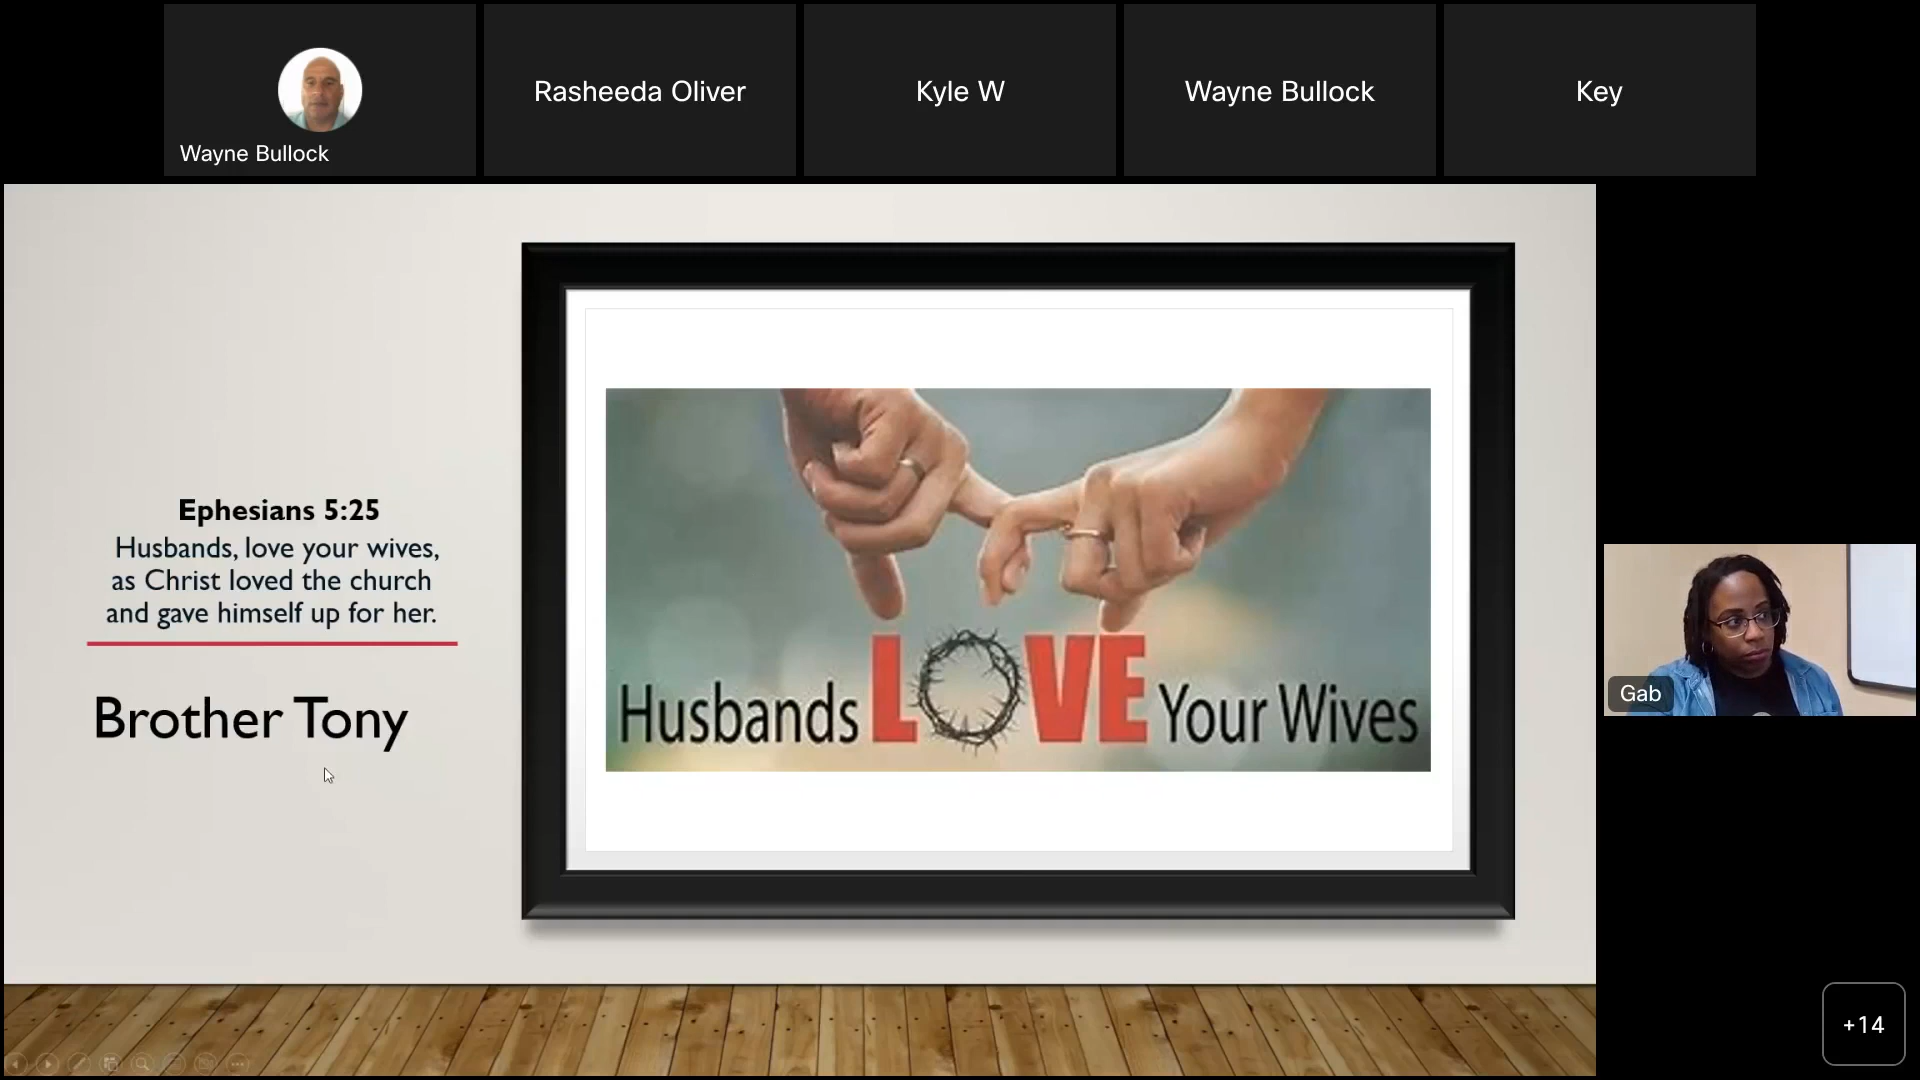 Wayne Bullock
Rasheeda Oliver
Kyle W
Wayne Bullock
Key
Ephesians 5:25
Husbands, love your wives,
as Christ loved the church
and gave himself up for her.
Brother Tony
Husbands LOVE Your Wives
Gab
+14